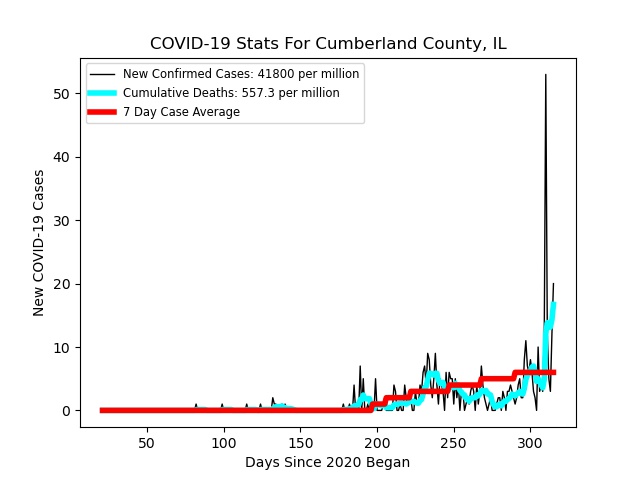 COVID-19 Stats For Cumberland County, IL
New Confirmed Cases: 41800 per million
Cumulative Deaths: 557.3 per million
7 Day Case Average
50
40
30
20
10
0
New COVID-19 Cases
50 100 150 200 250 300
Days Since 2020 Began